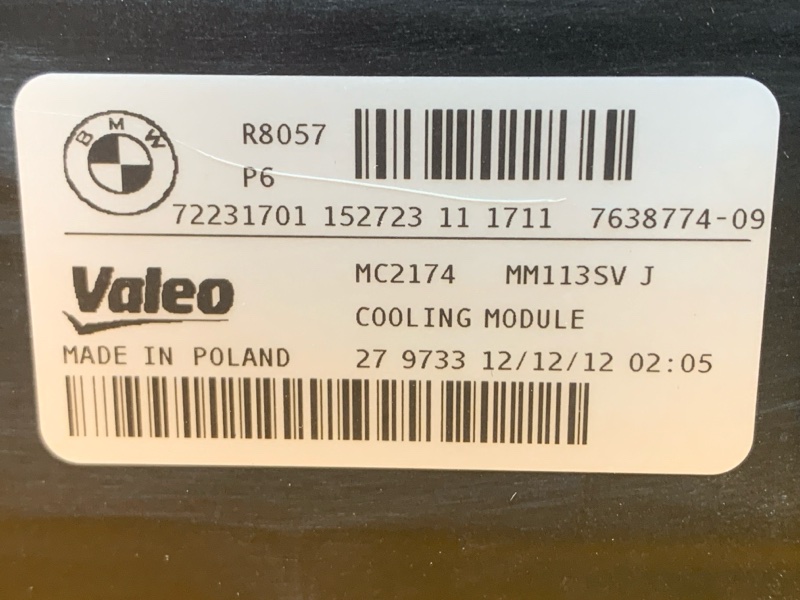 BMW
R8057
P6
72231701 152723 11 1711 7638774-09
Valeo
MC2174 MM113SV J
COOLING MODULE
MADE IN POLAND 27 9733 12/12/12 02:05